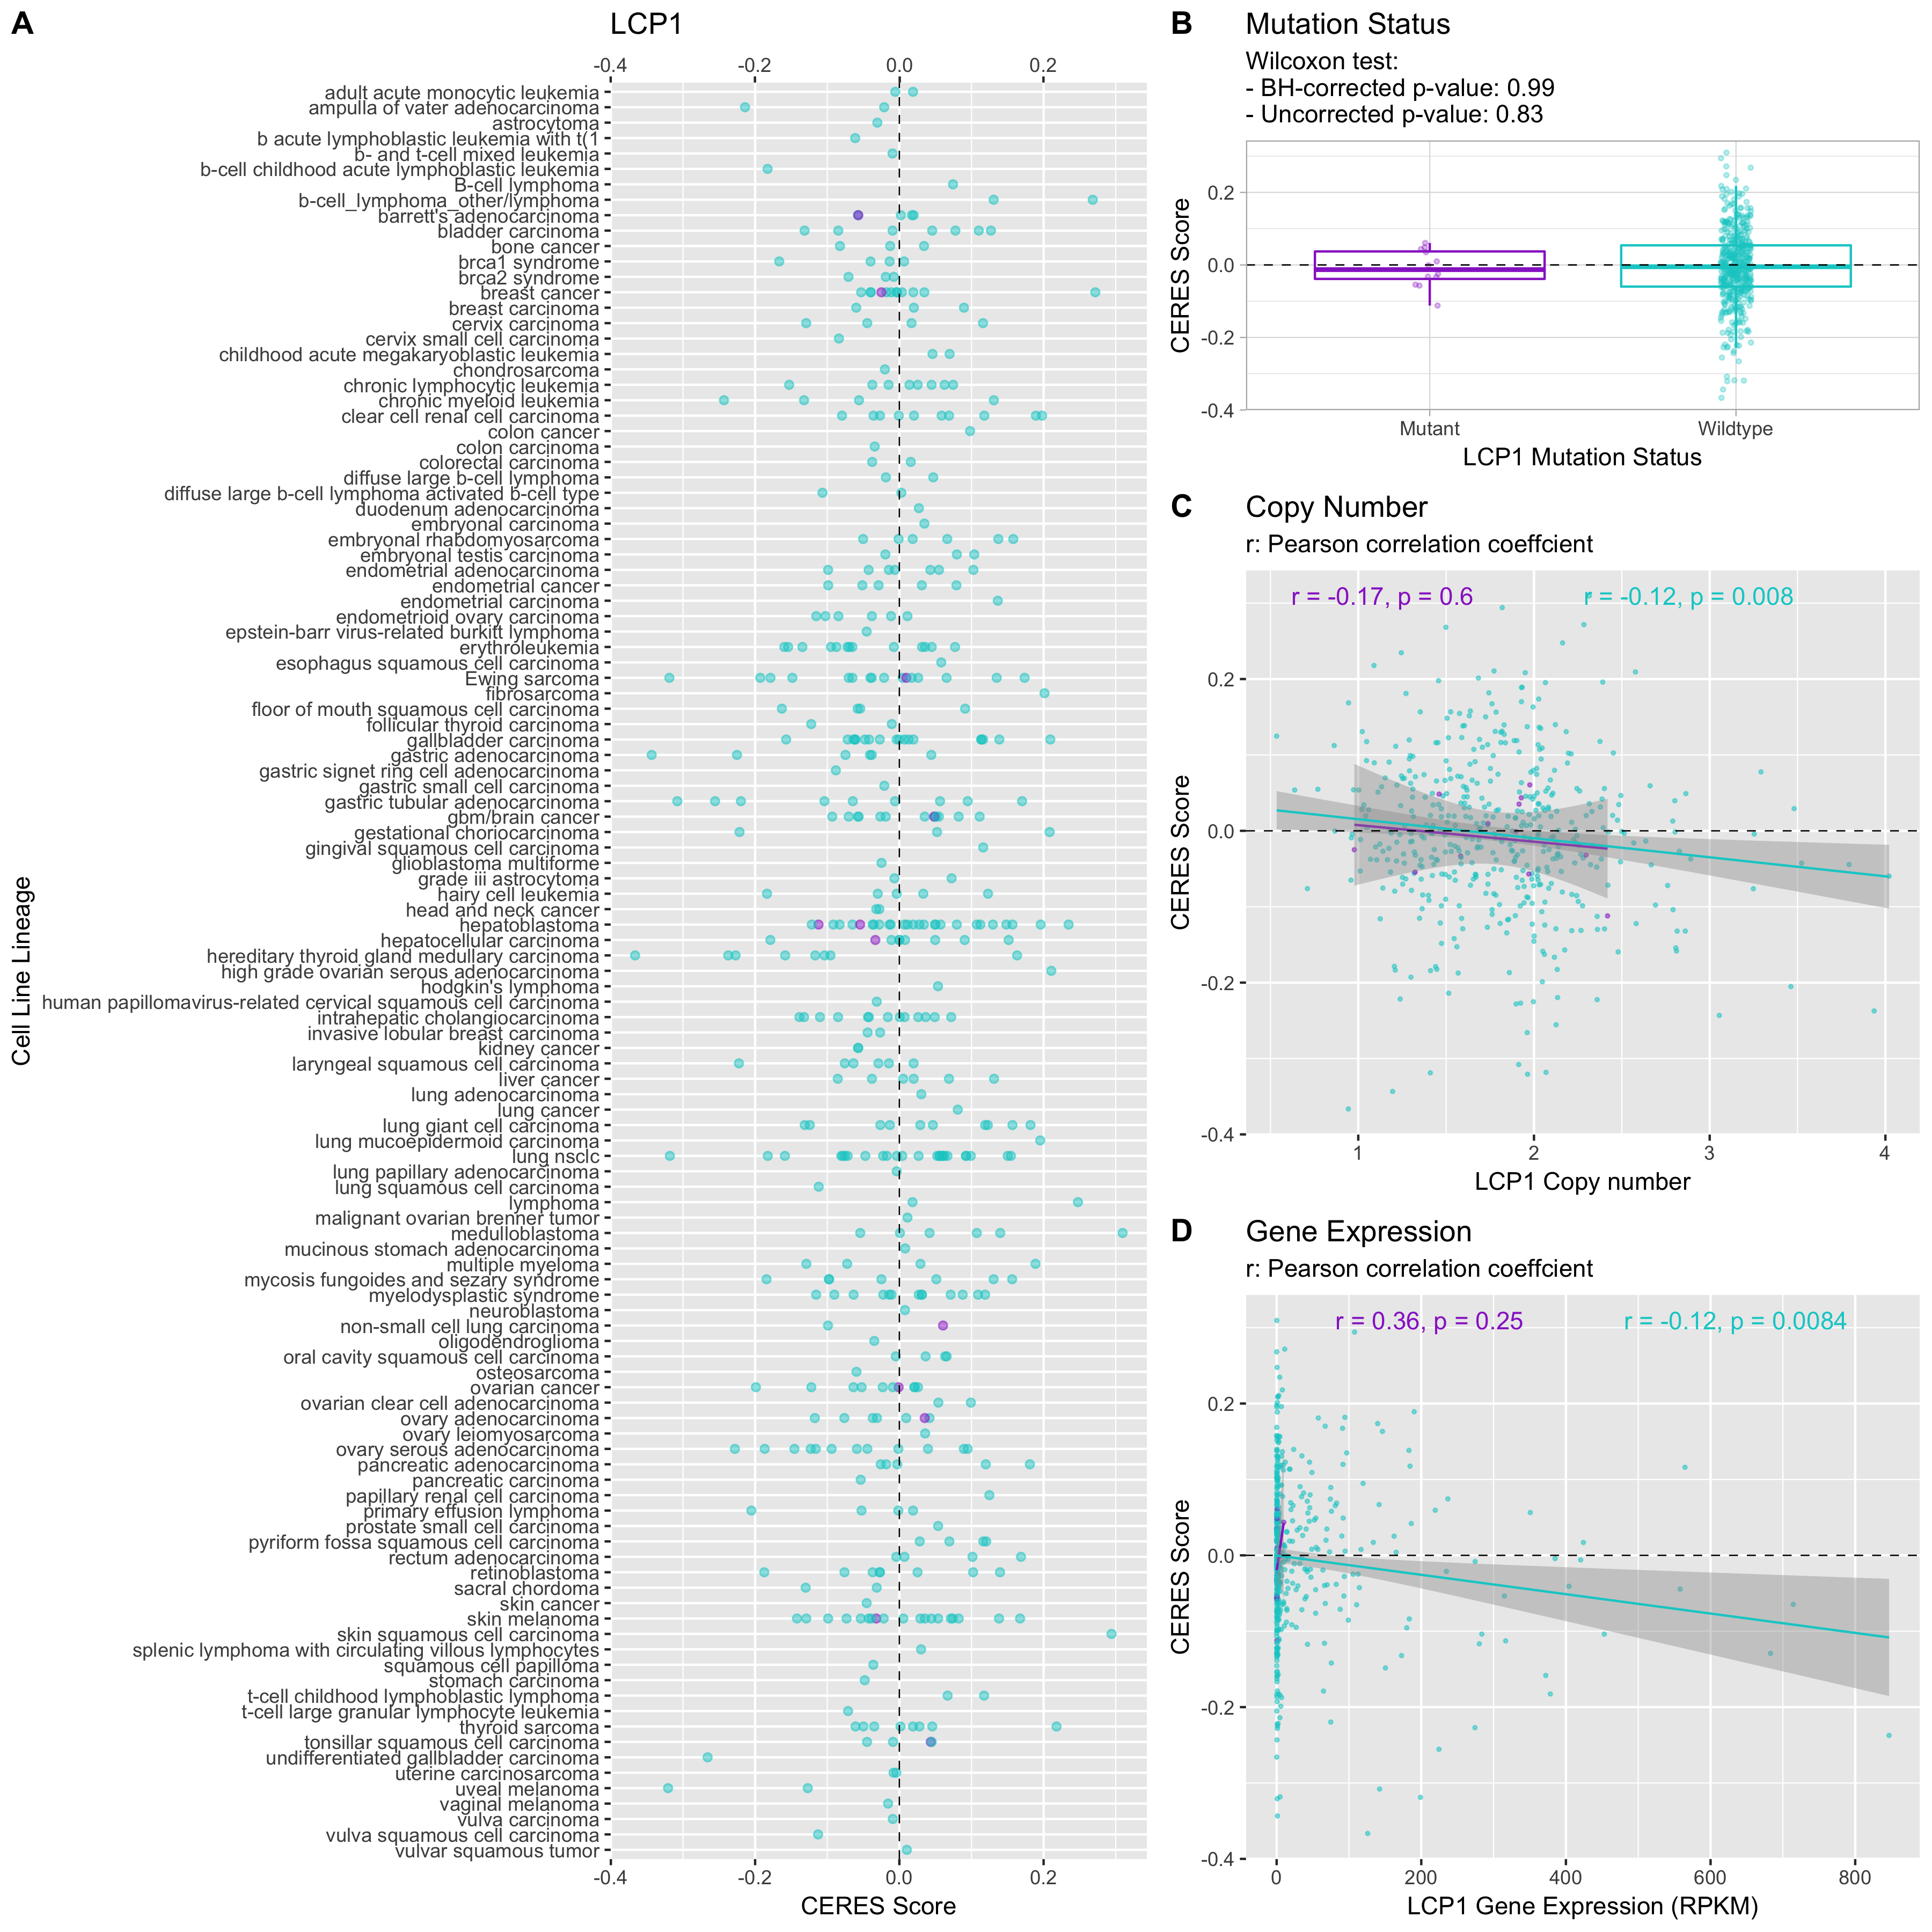 A
LCP1
-0.4 -0.2 0.0 0.2
Cell Line Lineage
adult acute monocytic leukemia
ampulla of vater adenocarcinoma
astrocytoma
b acute lymphoblastic leukemia with t(1
b- and t-cell mixed leukemia
b-cell childhood acute lymphoblastic leukemia
B-cell lymphoma
b-cell_lymphoma_other/lymphoma
barrett's adenocarcinoma
bladder carcinoma
bone cancer
brca1 syndrome
brca2 syndrome
breast cancer
breast carcinoma
cervix carcinoma
cervix small cell carcinoma
childhood acute megakaryoblastic leukemia
chondrosarcoma
chronic lymphocytic leukemia
chronic myeloid leukemia
clear cell renal cell carcinoma
colon cancer
colon carcinoma
colorectal carcinoma
diffuse large b-cell lymphoma
diffuse large b-cell lymphoma activated b-cell type
duodenum adenocarcinoma
embryonal carcinoma
embryonal rhabdomyosarcoma
embryonal testis carcinoma
endometrial adenocarcinoma
endometrial cancer
endometrial carcinoma
endometrioid ovary carcinoma
epstein-barr virus-related burkitt lymphoma
erythroleukemia
esophagus squamous cell carcinoma
Ewing sarcoma
fibrosarcoma
floor of mouth squamous cell carcinoma
follicular thyroid carcinoma
gallbladder carcinoma
gastric adenocarcinoma
gastric signet ring cell adenocarcinoma
gastric small cell carcinoma
gastric tubular adenocarcinoma
gbm/brain cancer
gestational choriocarcinoma
gingival squamous cell carcinoma
glioblastoma multiforme
grade iii astrocytoma
hairy cell leukemia
head and neck cancer
hepatoblastoma
hepatocellular carcinoma
hereditary thyroid gland medullary carcinoma
high grade ovarian serous adenocarcinoma
hodgkin's lymphoma
human papillomavirus-related cervical squamous cell carcinoma
intrahepatic cholangiocarcinoma
invasive lobular breast carcinoma
kidney cancer
laryngeal squamous cell carcinoma
liver cancer
lung adenocarcinoma
lung cancer
lung giant cell carcinoma
lung mucoepidermoid carcinoma
lung nsclc
lung papillary adenocarcinoma
lung squamous cell carcinoma
lymphoma
malignant ovarian brenner tumor
medulloblastoma
mucinous stomach adenocarcinoma
multiple myeloma
mycosis fungoides and sezary syndrome
myelodysplastic syndrome
neuroblastoma
non-small cell lung carcinoma
oligodendroglioma
oral cavity squamous cell carcinoma
osteosarcoma
ovarian cancer
ovarian clear cell adenocarcinoma
ovary adenocarcinoma
ovary leiomyosarcoma
ovary serous adenocarcinoma
pancreatic adenocarcinoma
pancreatic carcinoma
papillary renal cell carcinoma
primary effusion lymphoma
prostate small cell carcinoma
pyriform fossa squamous cell carcinoma
rectum adenocarcinoma
retinoblastoma
sacral chordoma
skin cancer
skin melanoma
skin squamous cell carcinoma
splenic lymphoma with circulating villous lymphocytes
squamous cell papilloma
stomach carcinoma
t-cell childhood lymphoblastic lymphoma
t-cell large granular lymphocyte leukemia
thyroid sarcoma
tonsillar squamous cell carcinoma
undifferentiated gallbladder carcinoma
uterine carcinosarcoma
uveal melanoma
vaginal melanoma
vulva carcinoma
vulva squamous cell carcinoma
vulvar squamous tumor
-0.4 -0.2 0.0 0.2
CERES Score
B
Mutation Status
Wilcoxon test:
- BH-corrected p-value: 0.99
- Uncorrected p-value: 0.83
CERES Score
0.2
0.0
-0.2
-0.4
Mutant Wildtype
LCP1 Mutation Status
C
Copy Number
r: Pearson correlation coeffcient
r = -0.17, p = 0.6 r = -0.12, p = 0.008
CERES Score
0.2
0.0
-0.2
-0.4
1 2 3 4
LCP1 Copy number
D
Gene Expression
r: Pearson correlation coeffcient
r = 0.36, p = 0.25 r = -0.12, p = 0.0084
CERES Score
0.2
0.0
-0.2
-0.4
0 200 400 600 800
LCP1 Gene Expression (RPKM)